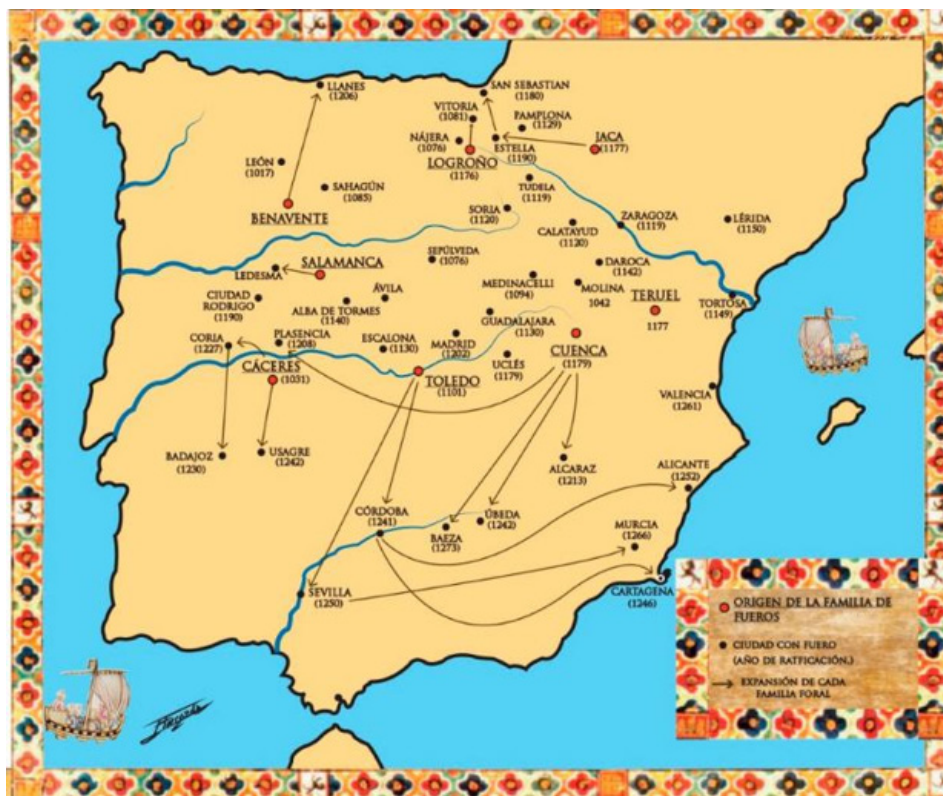 LLANES
(1206)
SAN SEBASTIAN
(1180)
VITORIA
(1081)
PAMPLONA
(1129)
NÁJERA
(1076)
ESTELLA
(1190)
JACA
(1177)
LOGROÑO
(1176)
LEÓN
(1017)
SAHAGÚN
(1085)
TUDELA
(1119)
BENAVENTE
SORIA
(1120)
CALATAYUD
(1120)
ZARAGOZA
(1119)
LÉRIDA
(1150)
SEPÚLVEDA
(1076)
DAROCA
(1142)
SALAMANCA
LEDESMA
MEDINACELLI
(1094)
MOLINA
1042
TERUEL
1177
TORTOSA
(1149)
CIUDAD
RODRIGO
(1190)
ÁVILA
ALBA DE TORMES
(1140)
GUADALAJARA
(1130)
CORIA
(1227)
PLASENCIA
(1208)
ESCALONA
(1130)
MADRID
(1202)
UCLÉS
(1179)
CUENCA
(1179)
CÁCERES
(1031)
TOLEDO
(1101)
VALENCIA
(1261)
BADAJOZ
(1230)
USAGRE
(1242)
ALCARAZ
(1213)
ALICANTE
(1252)
CÓRDOBA
(1241)
BAEZA
(1273)
ÚBEDA
(1242)
MURCIA
(1266)
SEVILLA
(1250)
CARTAGENA
(1246)
ORIGEN DE LA FAMILIA DE
FUEROS
CIUDAD CON FUERO
(AÑO DE RATIFICACIÓN.)
EXPANSIÓN DE CADA
FAMILIA FORAL